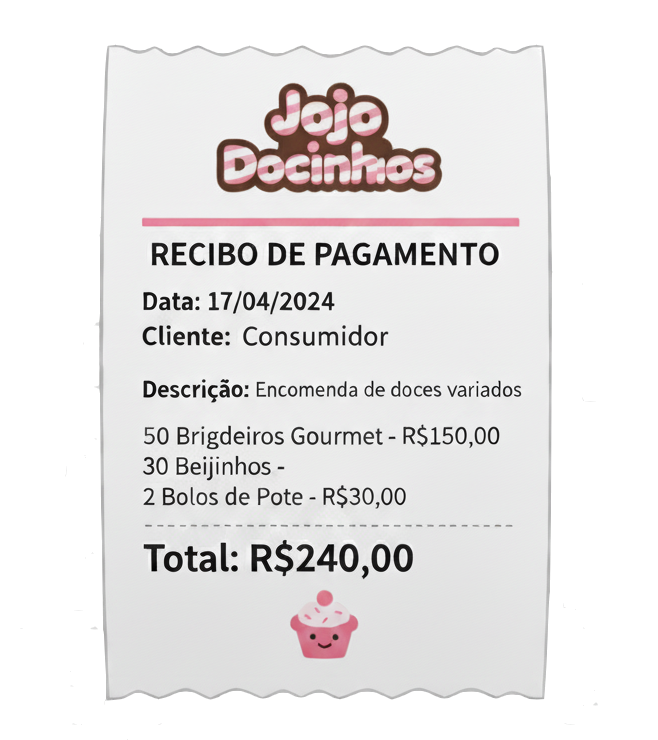 Jojo
Docinhos
RECIBO DE PAGAMENTO
Data: 17/04/2024
Cliente: Consumidor
Descrição: Encomenda de doces variados
50 Brigdeiros Gourmet - R$150,00
30 Beijinhos -
2 Bolos de Pote - R$30,00
Total: R$240,00